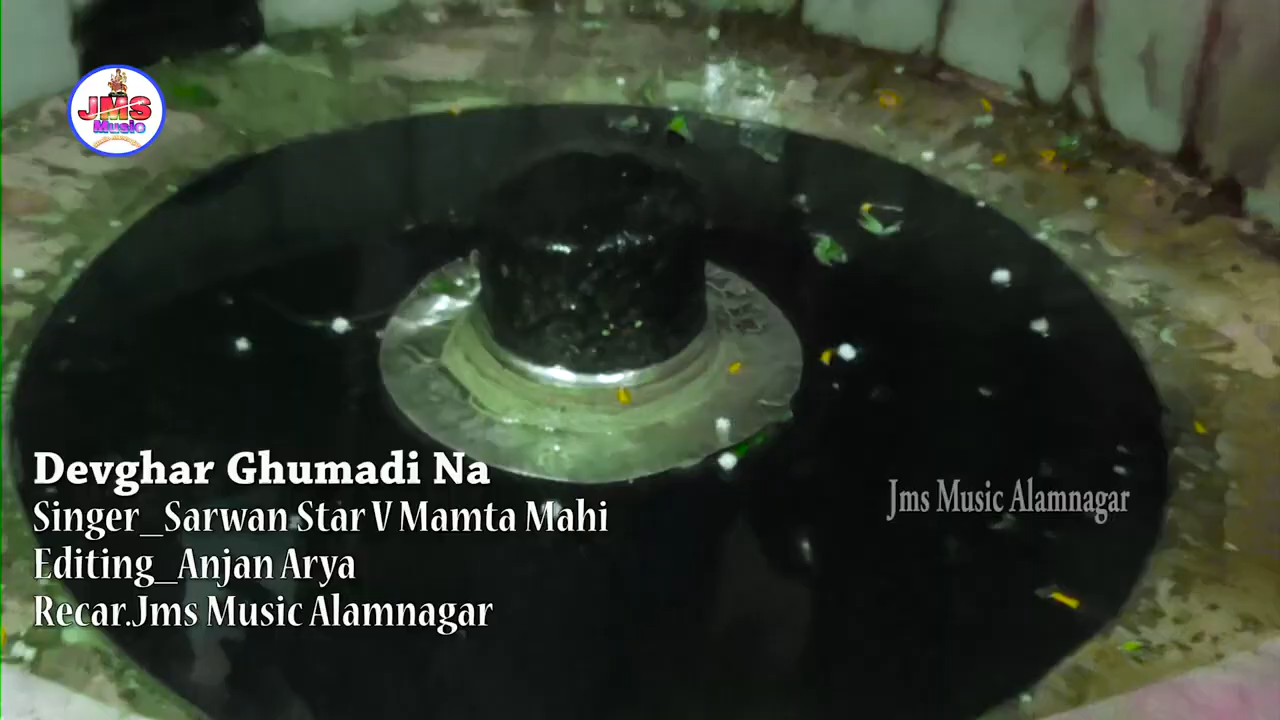 JMS
Music
Devghar Ghumadi Na
Singer_Sarwan Star V Mamta Mahi
Jms Music Alamnagar
Editing_Anjan Arya
Recar.Jms Music Alamnagar